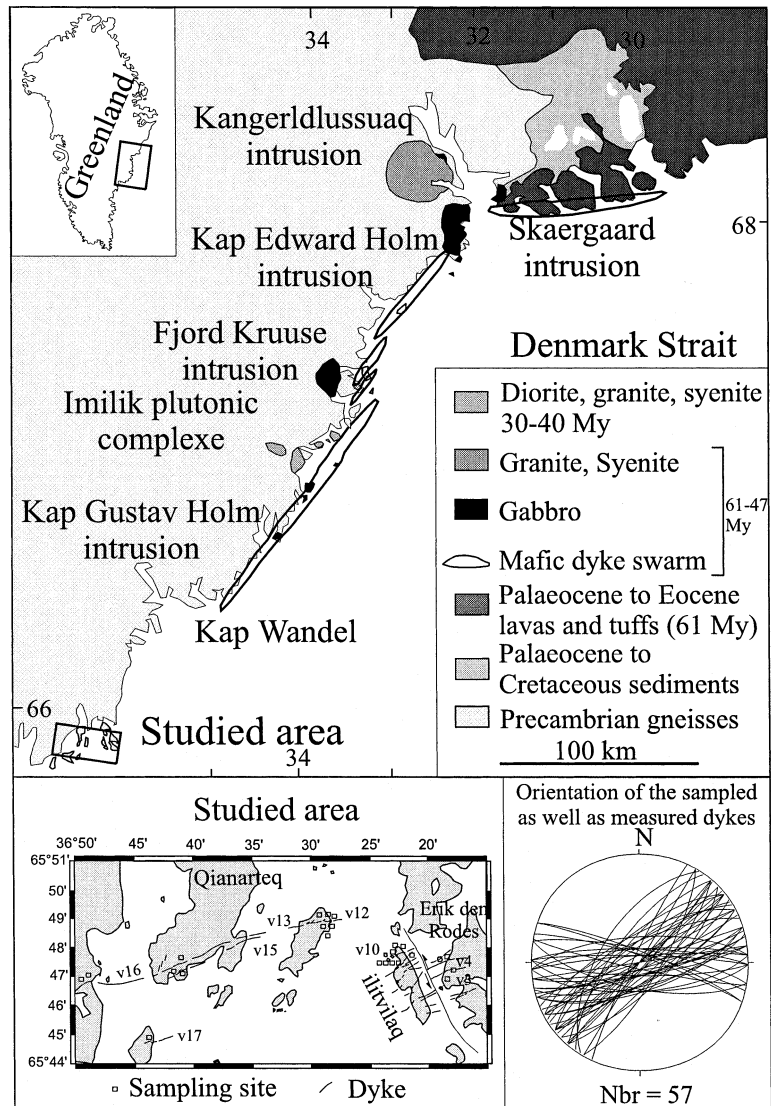 Greenland
34
32
30
Kangerldlussuaq
intrusion
Kap Edward Holm
intrusion
Skaergaard
intrusion
68
Fjord Kruuse
intrusion
Denmark Strait
Imilik plutonic
complexe
Kap Gustav Holm
intrusion
Kap Wandel
66
Studied area
34
Diorite, granite, syenite
30-40 My
Granite, Syenite
Gabbro
61-47
My
Mafic dyke swarm
Palaeocene to Eocene
lavas and tuffs (61 My)
Palaeocene to
Cretaceous sediments
Precambrian gneisses
100 km
Studied area
36°50' 45' 40' 35' 30' 25' 20'
65°51'
50'
49'
48'
47'
46'
45'
65°44'
Qianarteq
v13
v12
Erik den
Rodes
v15
v10
v4
v16
ilitvilaq
v17
Sampling site
Dyke
Orientation of the sampled
as well as measured dykes
N
Nbr = 57